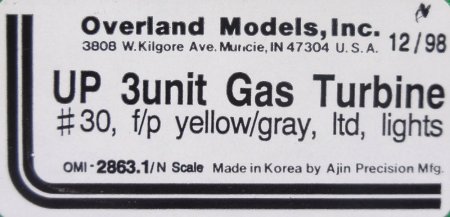 Overland Models, Inc.
3808 W. Kilgore Ave. Muncie, IN 47304 U. S. A. 12/98
UP 3unit Gas Turbine
#30, f/p yellow/gray, ltd, lights
OMI - 2863.1/N Scale Made in Korea by Ajin Precision Mfg.